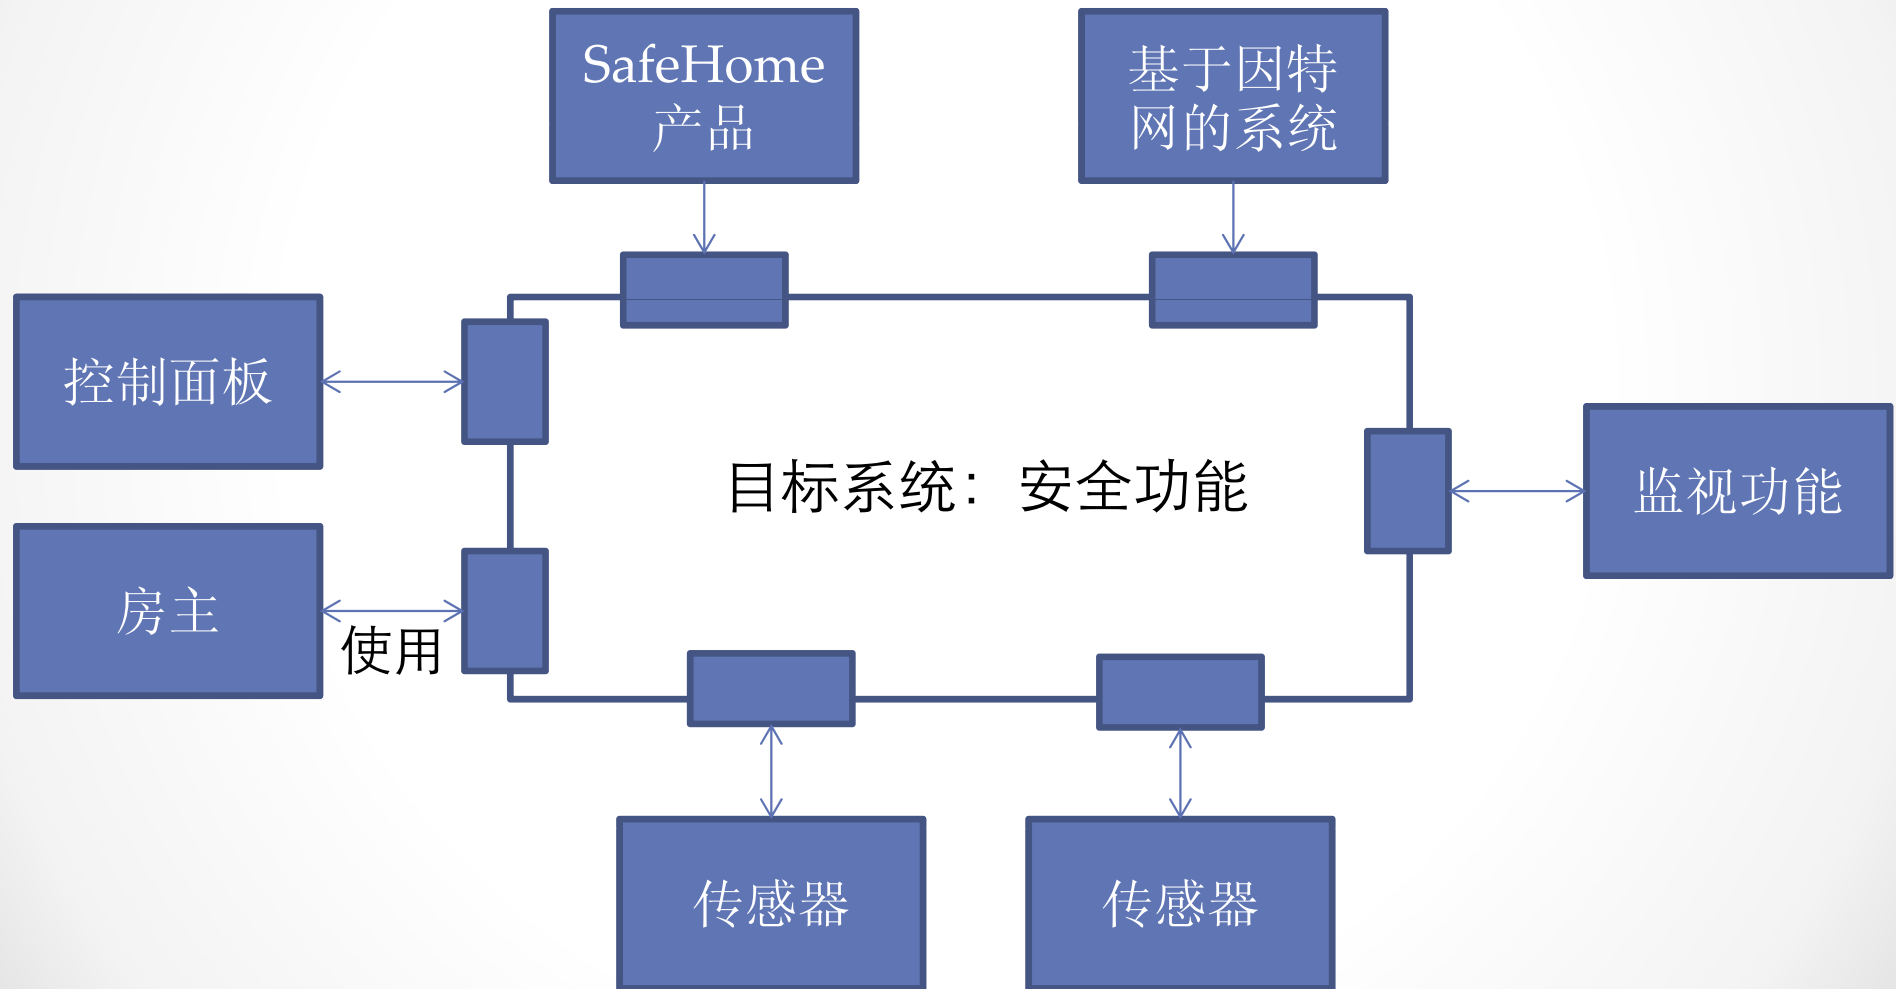 SafeHome
产品
基于因特
网的系统
控制面板
目标系统：安全功能
监视功能
房主
使用
传感器
传感器